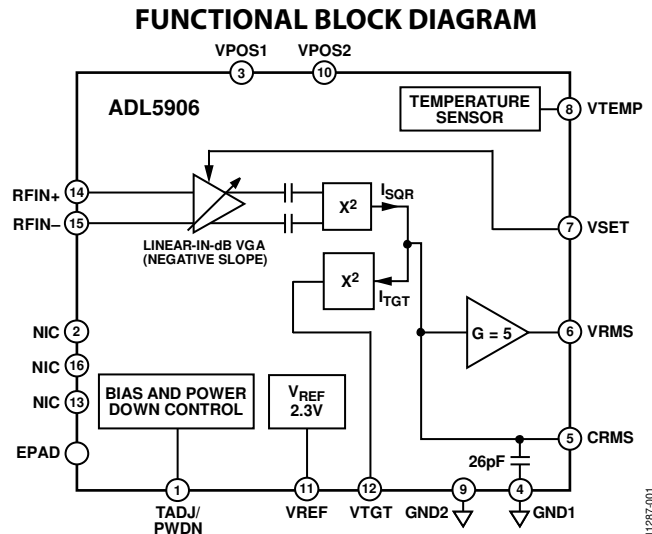 FUNCTIONAL BLOCK DIAGRAM
VPOS1
VPOS2
3
10
ADL5906
TEMPERATURE
SENSOR
8
VTEMP
RFIN+
14
RFIN–
15
X2
ISQR
LINEAR-IN-dB VGA
(NEGATIVE SLOPE)
7
VSET
X2
ITGT
NIC
2
NIC
16
NIC
13
G = 5
6
VRMS
BIAS AND POWER
DOWN CONTROL
VREF
2.3V
EPAD
26pF
5
CRMS
1
11
12
9
4
TADJ/
PWDN
VREF
VTGT
GND2
GND1
11287-001